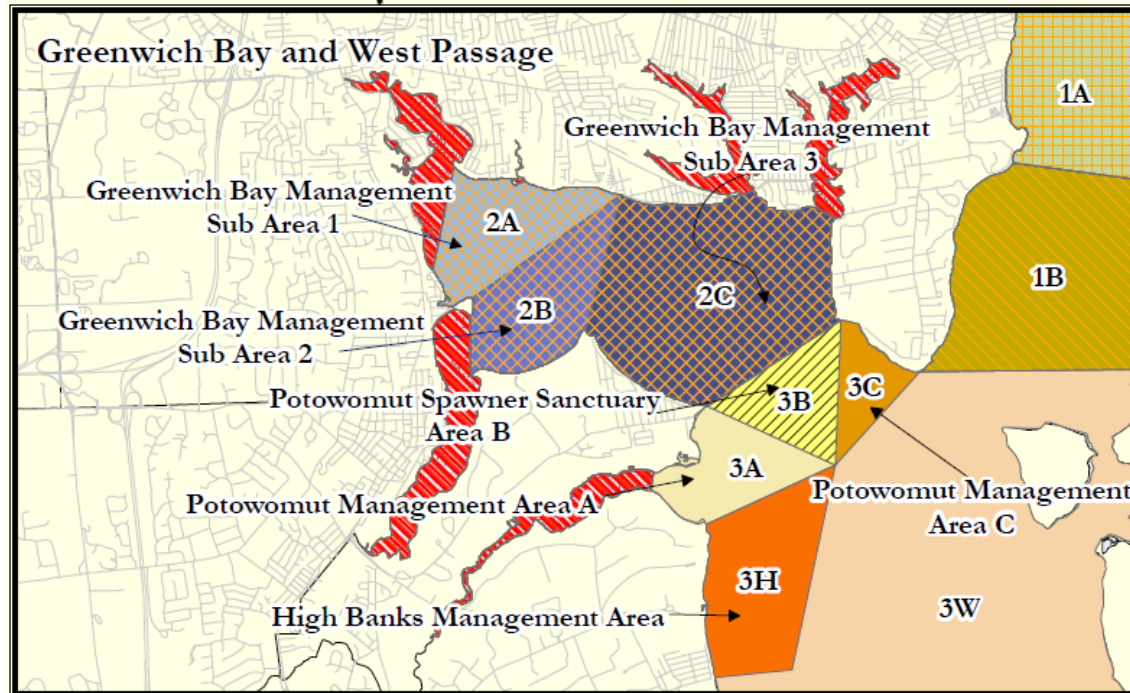 Greenwich Bay and West Passage
1A
Greenwich Bay Management
Sub Area 3
Greenwich Bay Management
Sub Area 1
2A
1B
2C
2B
Greenwich Bay Management
Sub Area 2
3C
Potowomut Spawner Sanctuary
Area B
3B
3A
Potowomut Management Area A
Potowomut Management
Area C
3H
3W
High Banks Management Area